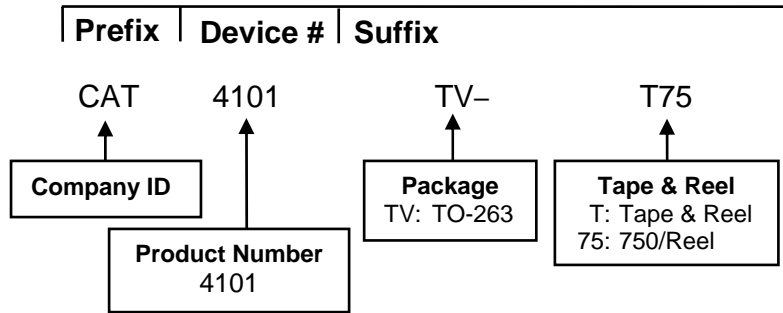 Prefix Device # Suffix
CAT 4101 TV– T75
Company ID
Product Number
4101
Package
TV: TO-263
Tape & Reel
T: Tape & Reel
75: 750/Reel